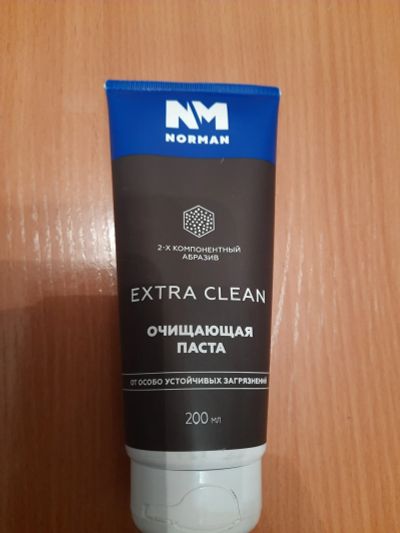 NM
NORMAN
2-Х КОМПОНЕНТНЫЙ
АБРАЗИВ
EXTRA CLEAN
ОЧИЩАЮЩАЯ
ПАСТА
ОТ ОСОБО УСТОЙЧИВЫХ ЗАГРЯЗНЕНИЙ
200 мл